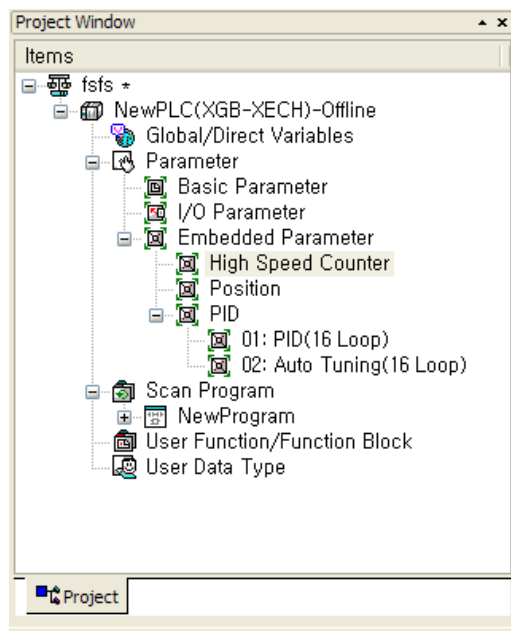 Project Window
Items
fsfs *
NewPLC(XGB-XECH)-Offline
Global/Direct Variables
Parameter
Basic Parameter
I/O Parameter
Embedded Parameter
High Speed Counter
Position
PID
01: PID(16 Loop)
02: Auto Tuning(16 Loop)
Scan Program
NewProgram
User Function/Function Block
User Data Type
Project